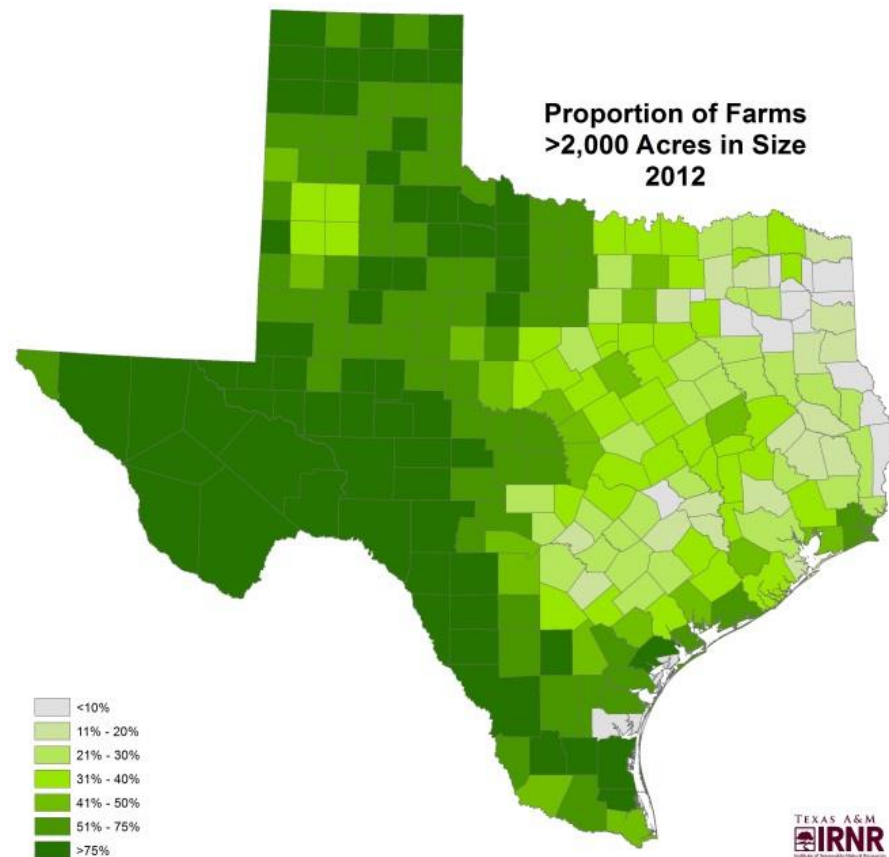 Proportion of Farms
>2,000 Acres in Size
2012
<10%
11% - 20%
21% - 30%
31% - 40%
41% - 50%
51% - 75%
>75%
TEXAS A&M
IRNR